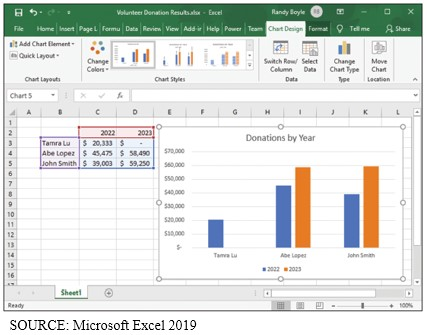 Volunteer Donation Results.xlsx - Excel
Randy Boyle
RB
File Home Insert Page L Formu Data Review View Add-ir Help Power Team Chart Design Format Tell me Share
Add Chart Element
Quick Layout
Change Colors
Switch Row/ Column
Select Data
Change Chart Type
Move Chart
Chart Layouts Chart Styles Data Type Location
Chart 5 fx
A B C D E F G H I J K L
1
2 2022 2023
3 Tamra Lu $ 20,333 $ -
4 Abe Lopez $ 45,475 $ 58,490
5 John Smith $ 39,003 $ 59,250
6
7
8
9
10
11
12
13
14
15
16
Donations by Year
$70,000
$60,000
$50,000
$40,000
$30,000
$20,000
$10,000
$-
Tamra Lu Abe Lopez John Smith
2022 2023
Sheet1
Ready 100%
SOURCE: Microsoft Excel 2019